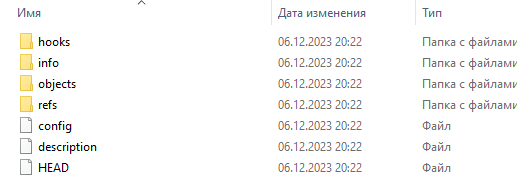 Имя Дата изменения Тип
hooks 06.12.2023 20:22 Папка с файлами
info 06.12.2023 20:22 Папка с файлами
objects 06.12.2023 20:22 Папка с файлами
refs 06.12.2023 20:22 Папка с файлами
config 06.12.2023 20:22 Файл
description 06.12.2023 20:22 Файл
HEAD 06.12.2023 20:22 Файл